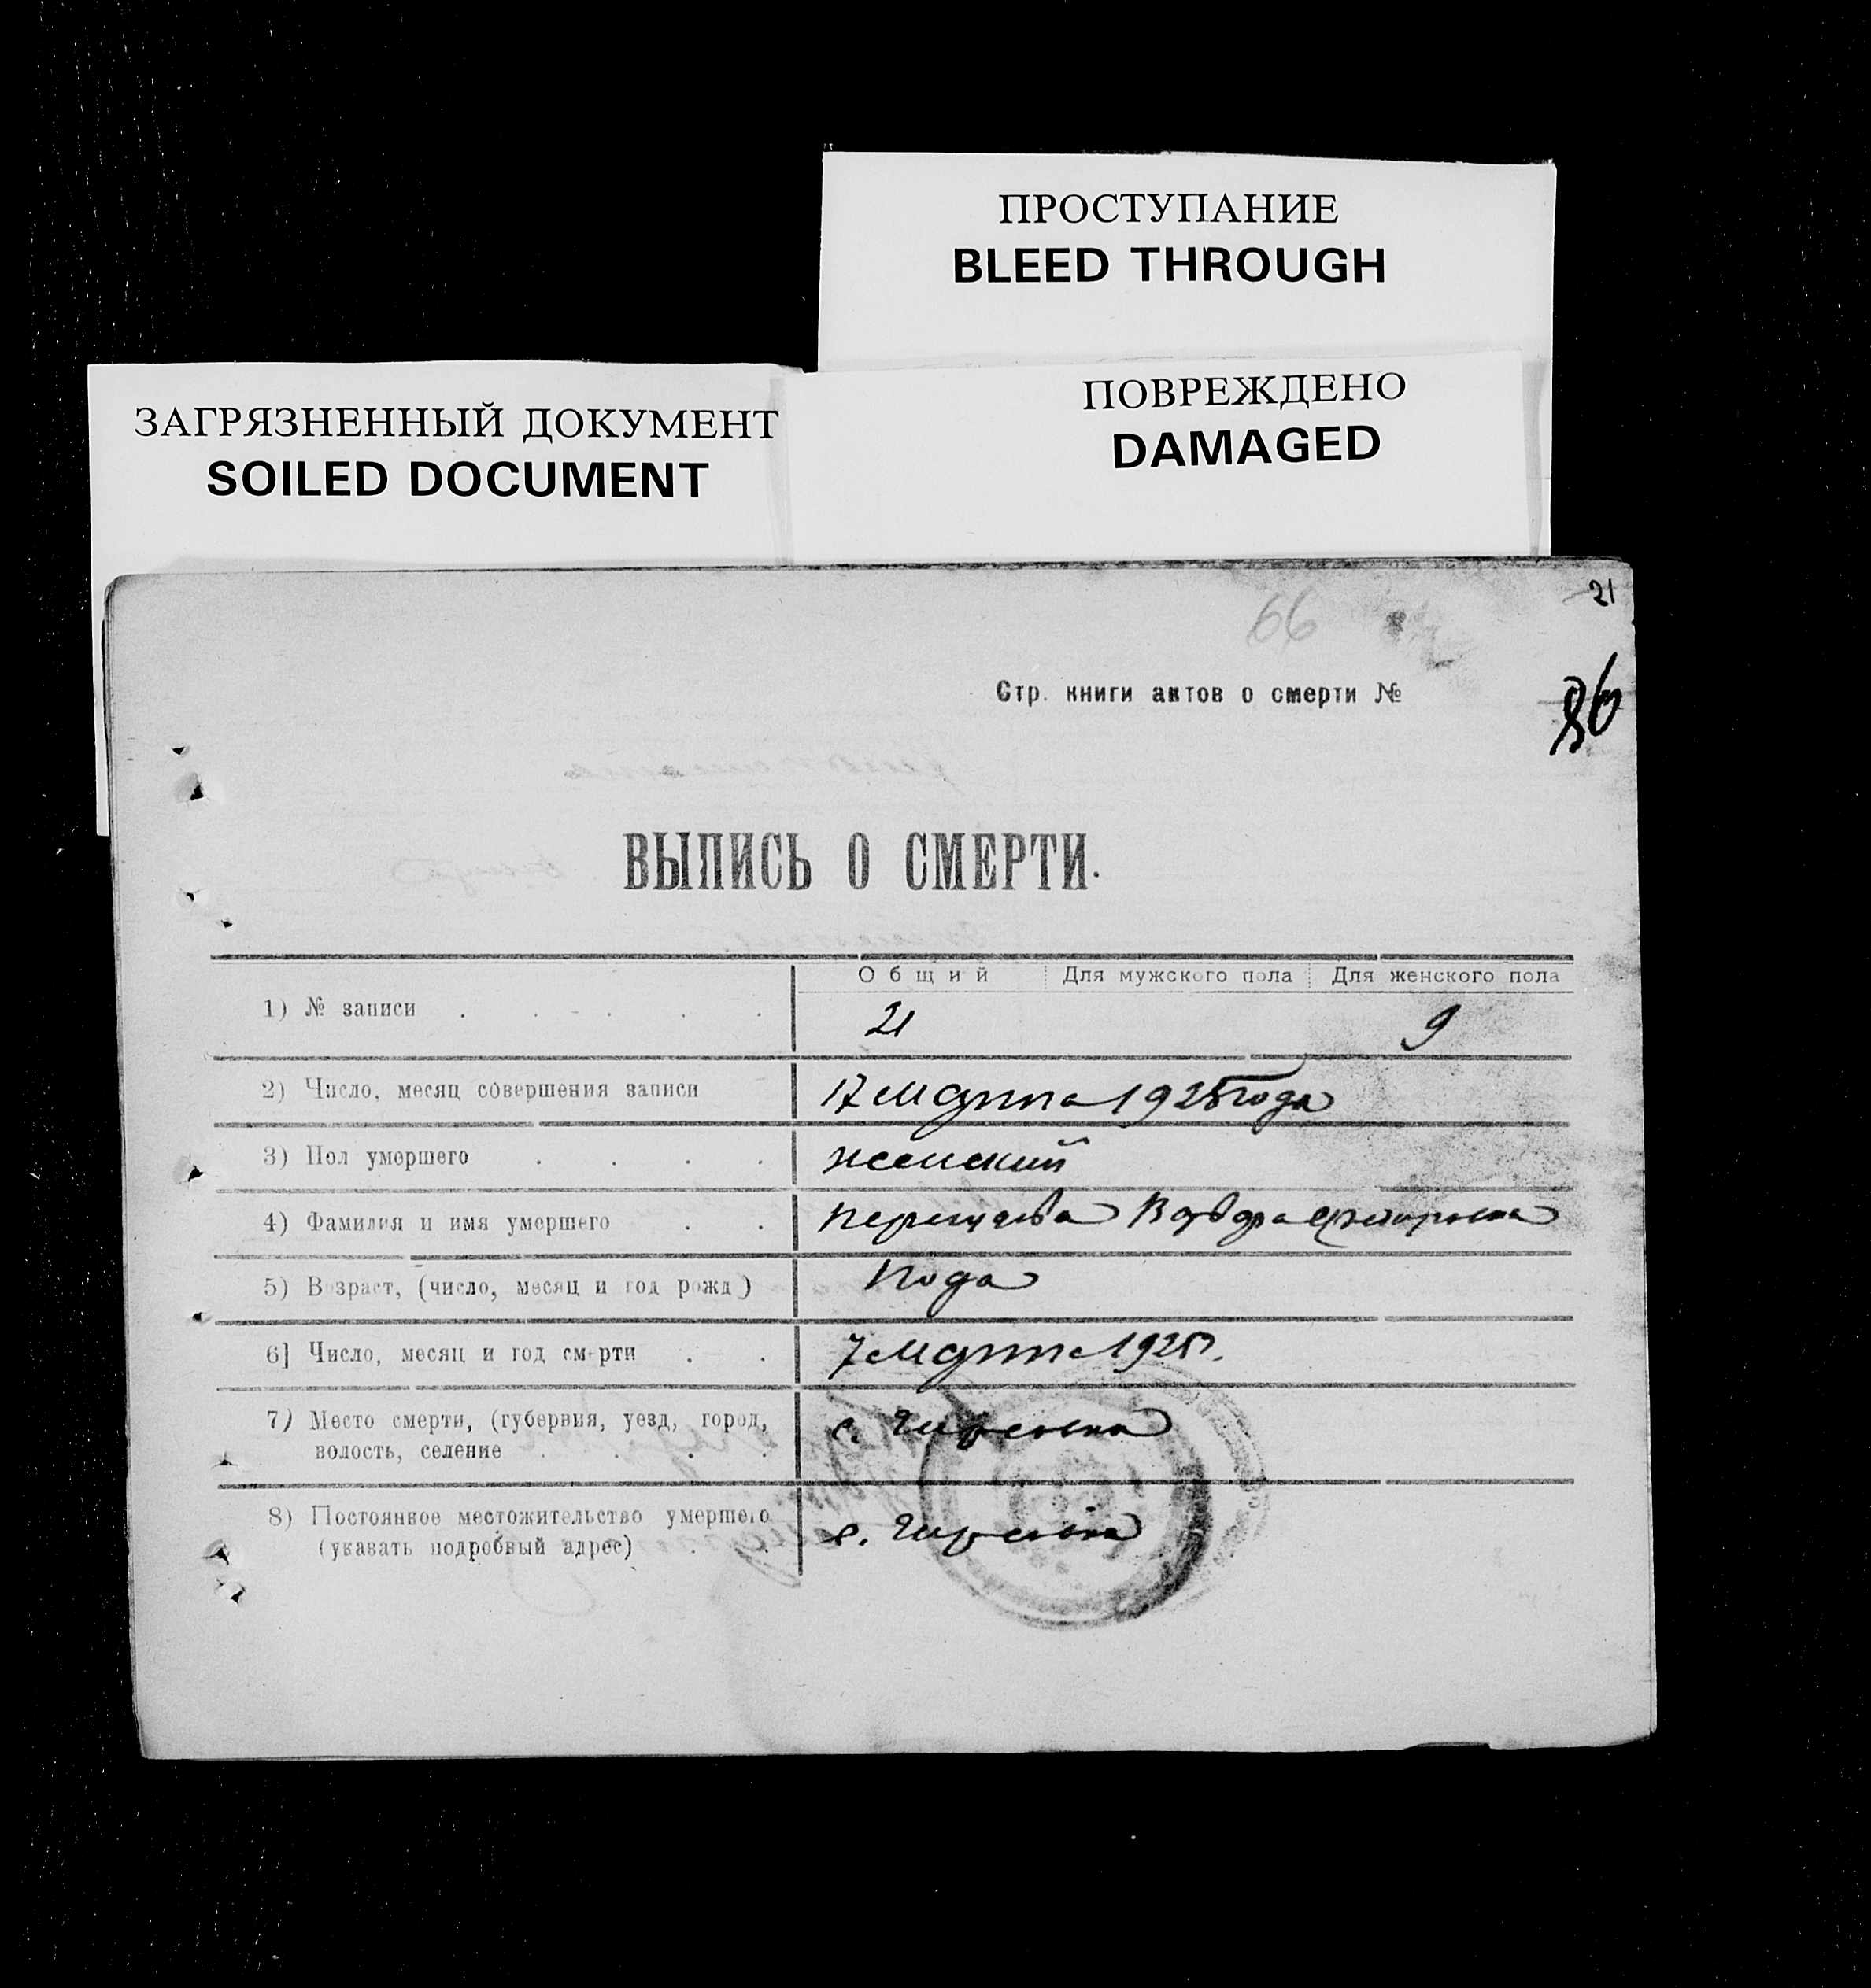 ПРОСТУПАНИЕ
BLEED THROUGH
ПОВРЕЖДЕНО
DAMAGED
ЗАГРЯЗНЕННЫЙ ДОКУМЕНТ
SOILED DOCUMENT
21
66
Стр. книги актов о смерти №
86
ВЫПИСЬ О СМЕРТИ.
Общий Для мужского пола Для женского пола
1) № записи 21 9
2) Число, месяц совершения записи 17 марта 1925 года
3) Пол умершего женский
4) Фамилия и имя умершего
5) Возраст, (число, месяц и год рожд) года
6] Число, месяц и год смерти 7 марта 1925 г.
7) Место смерти, (губерния, уезд, город, с.
волость, селение
8) Постоянное местожительство умершего с.
(указать подробный адрес)